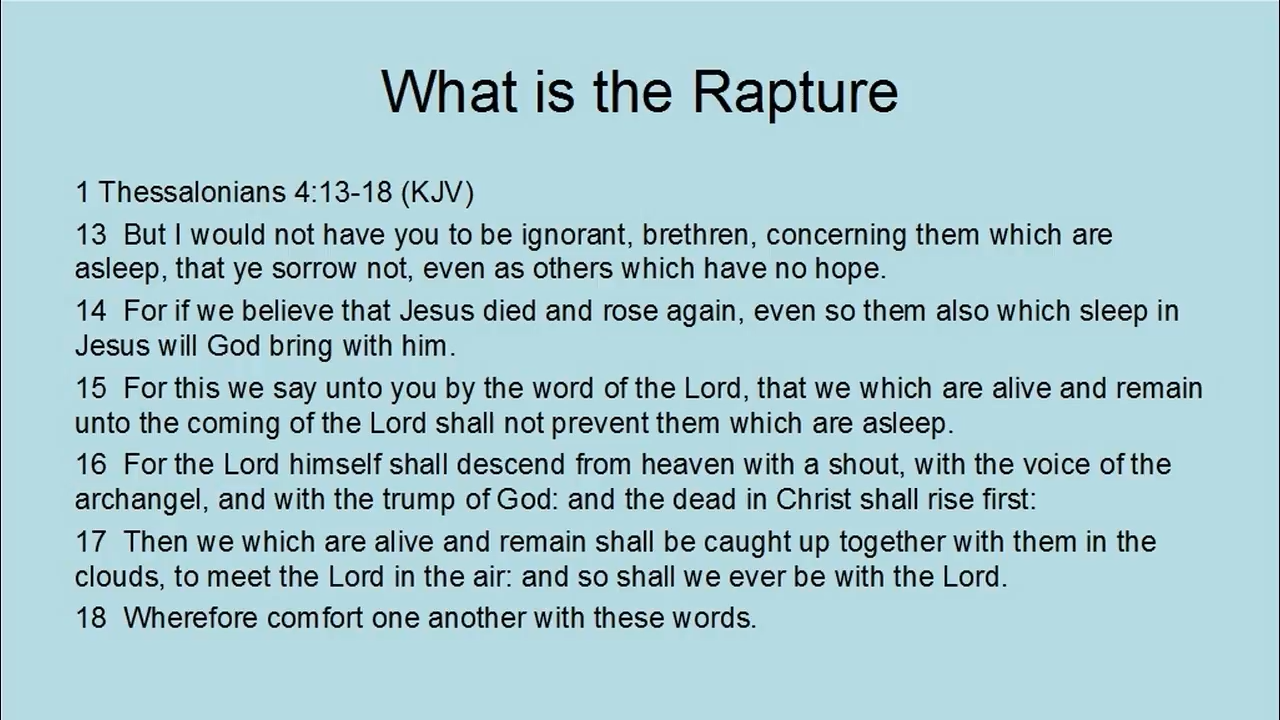 What is the Rapture
1 Thessalonians 4:13-18 (KJV)
13 But I would not have you to be ignorant, brethren, concerning them which are
asleep, that ye sorrow not, even as others which have no hope.
14 For if we believe that Jesus died and rose again, even so them also which sleep in
Jesus will God bring with him.
15 For this we say unto you by the word of the Lord, that we which are alive and remain
unto the coming of the Lord shall not prevent them which are asleep.
16 For the Lord himself shall descend from heaven with a shout, with the voice of the
archangel, and with the trump of God: and the dead in Christ shall rise first:
17 Then we which are alive and remain shall be caught up together with them in the
clouds, to meet the Lord in the air: and so shall we ever be with the Lord.
18 Wherefore comfort one another with these words.